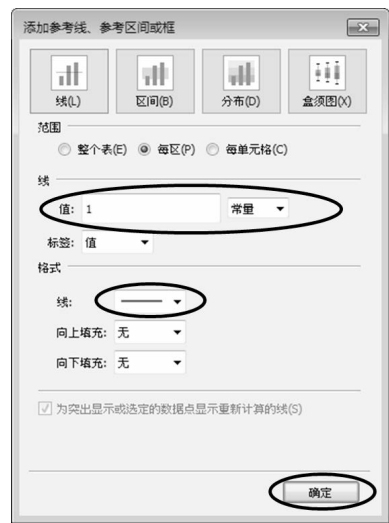 添加参考线、参考区间或框
线(L) 区间(B) 分布(D) 盒须图(X)
范围
整个表(E) 每区(P) 每单元格(C)
线
值: 1 常量
标签: 值
格式
线:
向上填充: 无
向下填充: 无
为突出显示或选定的数据点显示重新计算的线(S)
确定